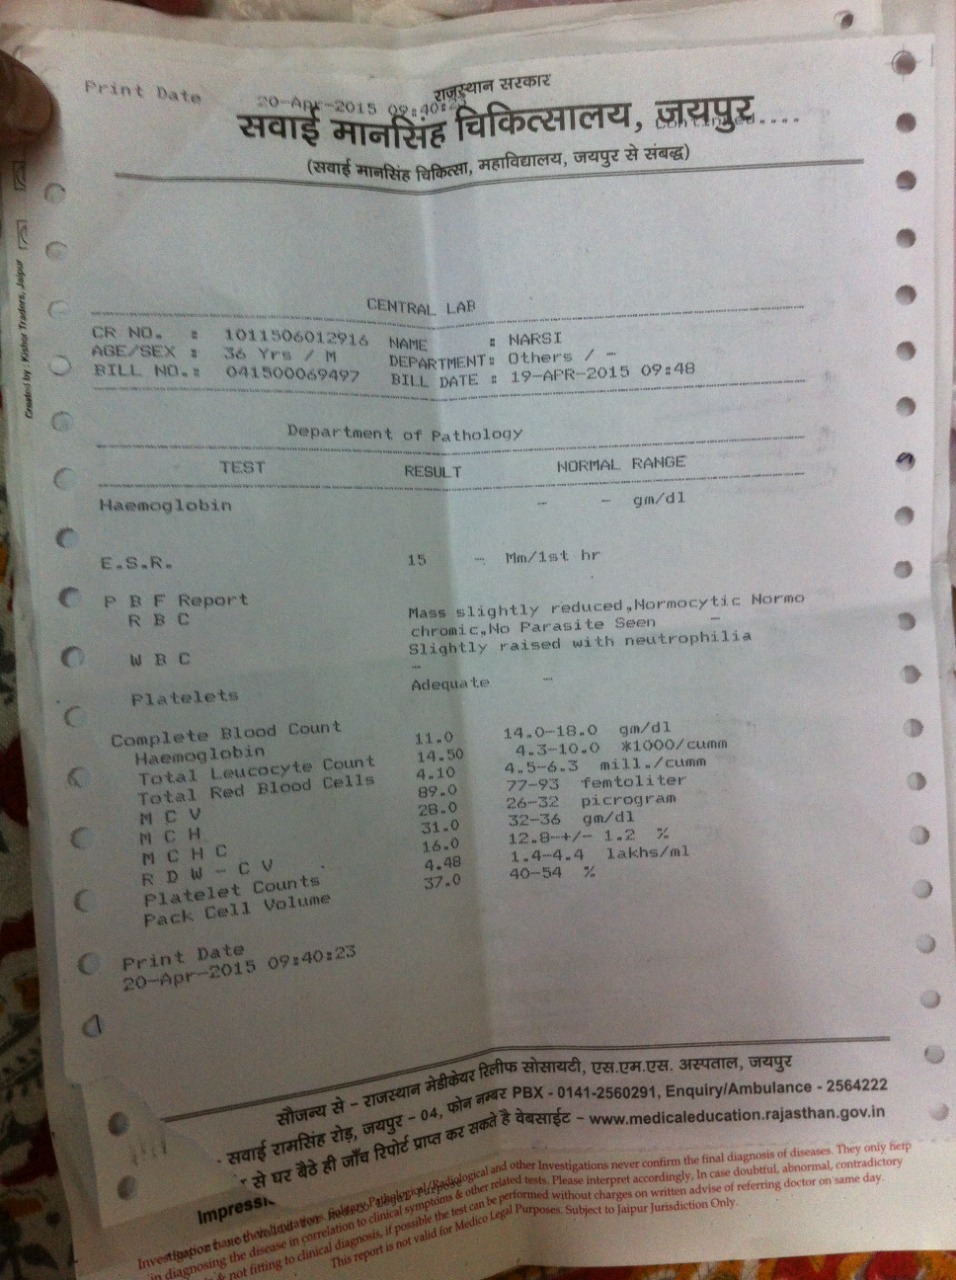 राजस्थान सरकार
Print Date 20-Apr-2015 09:40:23
सवाई मानसिंह चिकित्सालय, जयपुर
Continued....
(सवाई मानसिंह चिकित्सा, महाविद्यालय, जयपुर से संबद्ध)
Created by : Kishor Traders, Jaipur
CENTRAL LAB
CR NO. : 1011506012916 NAME : NARSI
AGE/SEX : 36 Yrs / M DEPARTMENT: Others / -
BILL NO.: 041500069497 BILL DATE : 19-APR-2015 09:48
Department of Pathology
TEST RESULT NORMAL RANGE
Haemoglobin - - gm/dl
E.S.R. 15 - Mm/1st hr
P B F Report
R B C Mass slightly reduced,Normocytic Normo
chromic,No Parasite Seen -
W B C Slightly raised with neutrophilia
-
Platelets Adequate -
Complete Blood Count
Haemoglobin 11.0 14.0-18.0 gm/dl
Total Leucocyte Count 14.50 4.3-10.0 *1000/cumm
Total Red Blood Cells 4.10 4.5-6.3 mill./cumm
M C V 89.0 77-93 femtoliter
M C H 28.0 26-32 picrogram
M C H C 31.0 32-36 gm/dl
R D W - C V 16.0 12.8-+/- 1.2 %
Platelet Counts 4.48 1.4-4.4 lakhs/ml
Pack Cell Volume 37.0 40-54 %
Print Date
20-Apr-2015 09:40:23
सौजन्य से – राजस्थान मेडीकेयर रिलीफ सोसायटी, एस.एम.एस. अस्पताल, जयपुर
सवाई रामसिंह रोड़, जयपुर – 04, फोन नम्बर PBX - 0141-2560291, Enquiry/Ambulance - 2564222
से घर बैठे ही जाँच रिपोर्ट प्राप्त कर सकते है वेबसाईट – www.medicaleducation.rajasthan.gov.in
Investigation have their limitations. Solitary Pathological/Radiological and other Investigations never confirm the final diagnosis of diseases. They only help
in diagnosing the disease in correlation to clinical symptoms & other related tests. Please interpret accordingly. In case doubtful, abnormal, contradictory
& not fitting to clinical diagnosis, if possible the test can be performed without charges on written advise of referring doctor on same day.
This report is not valid for Medico Legal Purposes. Subject to Jaipur Jurisdiction Only.